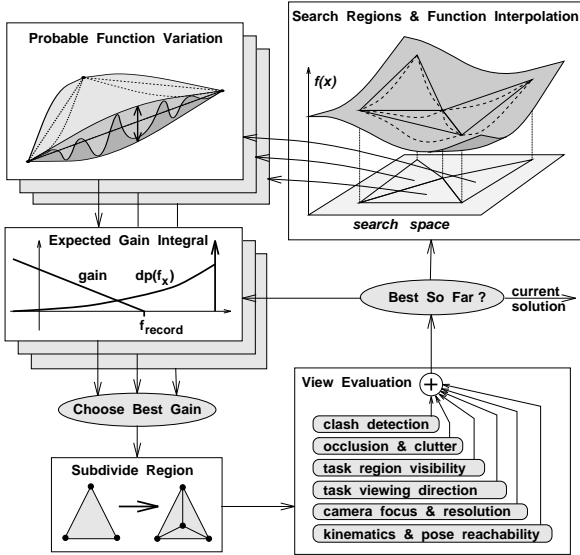 Probable Function Variation
Search Regions & Function Interpolation
f(x)
search space
Expected Gain Integral
gain
dp(fx)
frecord
Best So Far ?
current
solution
Choose Best Gain
View Evaluation
+
clash detection
occlusion & clutter
task region visibility
task viewing direction
camera focus & resolution
kinematics & pose reachability
Subdivide Region